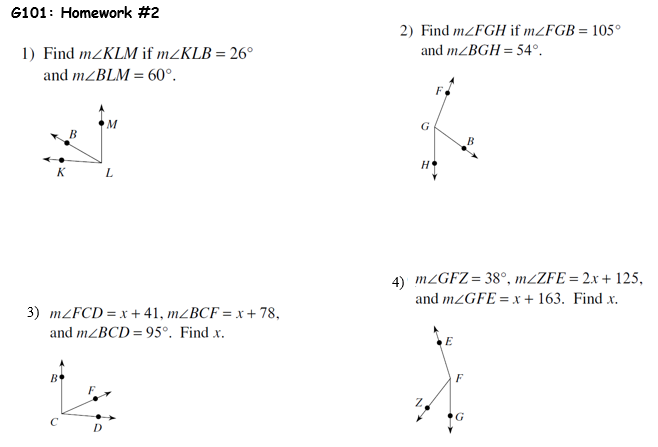 G101: Homework #2
1) Find m∠KLM if m∠KLB = 26°
and m∠BLM = 60°.
M
B
K
L
2) Find m∠FGH if m∠FGB = 105°
and m∠BGH = 54°.
F
G
B
H
3) m∠FCD = x + 41, m∠BCF = x + 78,
and m∠BCD = 95°. Find x.
B
F
C
D
4) m∠GFZ = 38°, m∠ZFE = 2x + 125,
and m∠GFE = x + 163. Find x.
E
F
Z
G